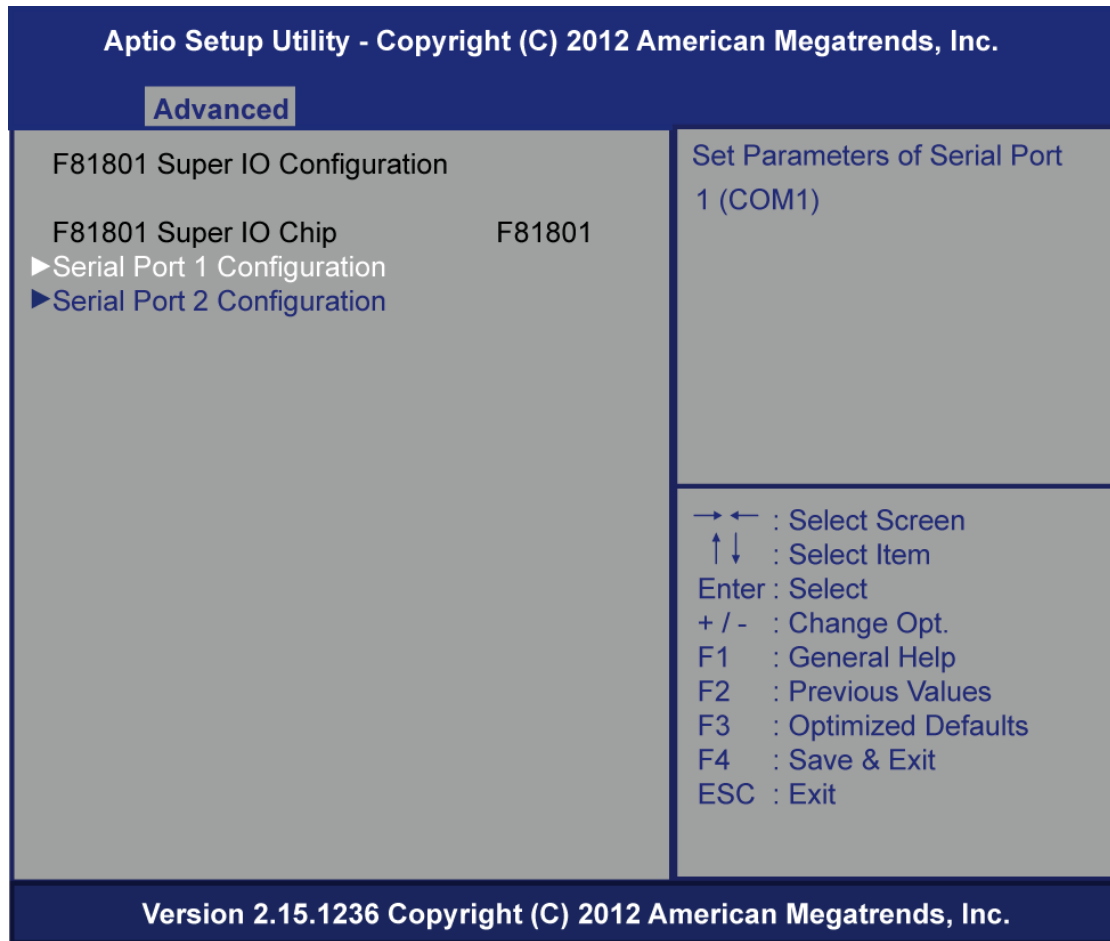 Aptio Setup Utility - Copyright (C) 2012 American Megatrends, Inc.
Advanced
F81801 Super IO Configuration
F81801 Super IO Chip F81801
►Serial Port 1 Configuration
►Serial Port 2 Configuration
Set Parameters of Serial Port
1 (COM1)
→ ← : Select Screen
↑↓ : Select Item
Enter : Select
+ / - : Change Opt.
F1 : General Help
F2 : Previous Values
F3 : Optimized Defaults
F4 : Save & Exit
ESC : Exit
Version 2.15.1236 Copyright (C) 2012 American Megatrends, Inc.